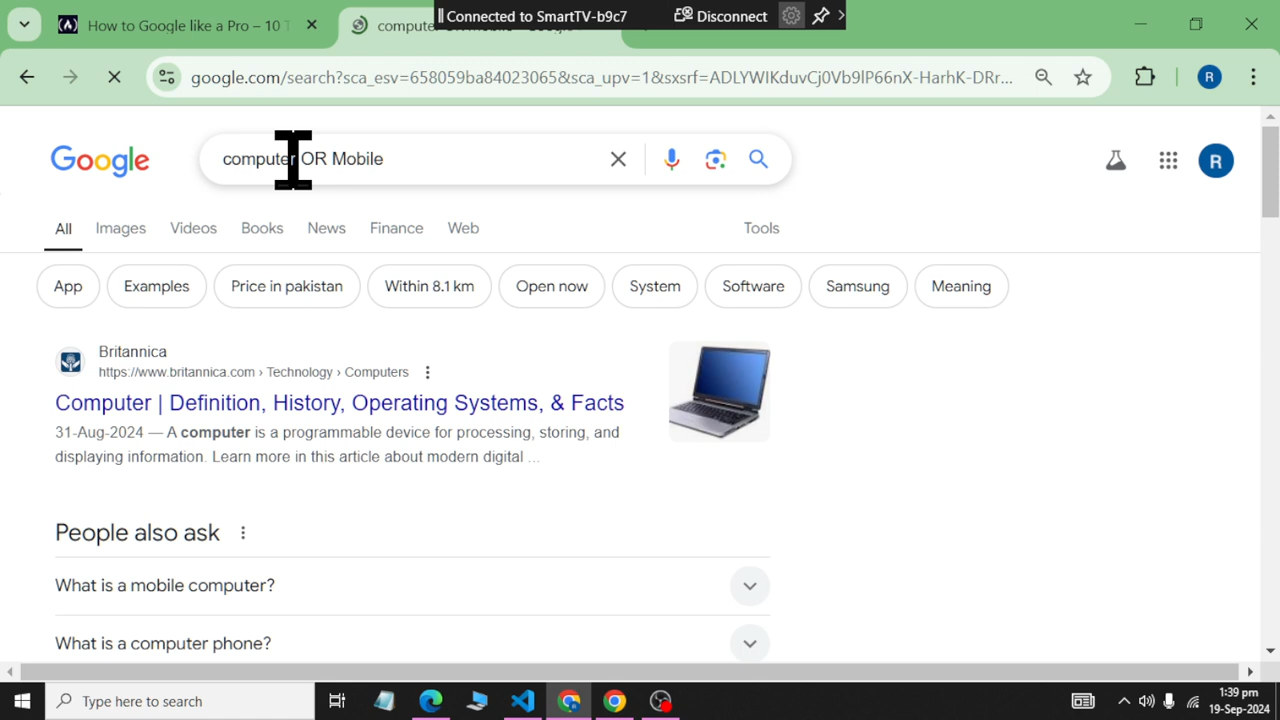 How to Google like a Pro – 10 T
Connected to SmartTV-b9c7
Disconnect
google.com/search?sca_esv=658059ba84023065&sca_upv=1&sxsrf=ADLYWIKduvCj0Vb9lP66nX-HarhK-DRr...
R
Google
computer OR Mobile
R
All
Images
Videos
Books
News
Finance
Web
Tools
App
Examples
Price in pakistan
Within 8.1 km
Open now
System
Software
Samsung
Meaning
Britannica
https://www.britannica.com › Technology › Computers
Computer | Definition, History, Operating Systems, & Facts
31-Aug-2024 — A computer is a programmable device for processing, storing, and
displaying information. Learn more in this article about modern digital ...
People also ask
What is a mobile computer?
What is a computer phone?
Type here to search
1:39 pm
19-Sep-2024